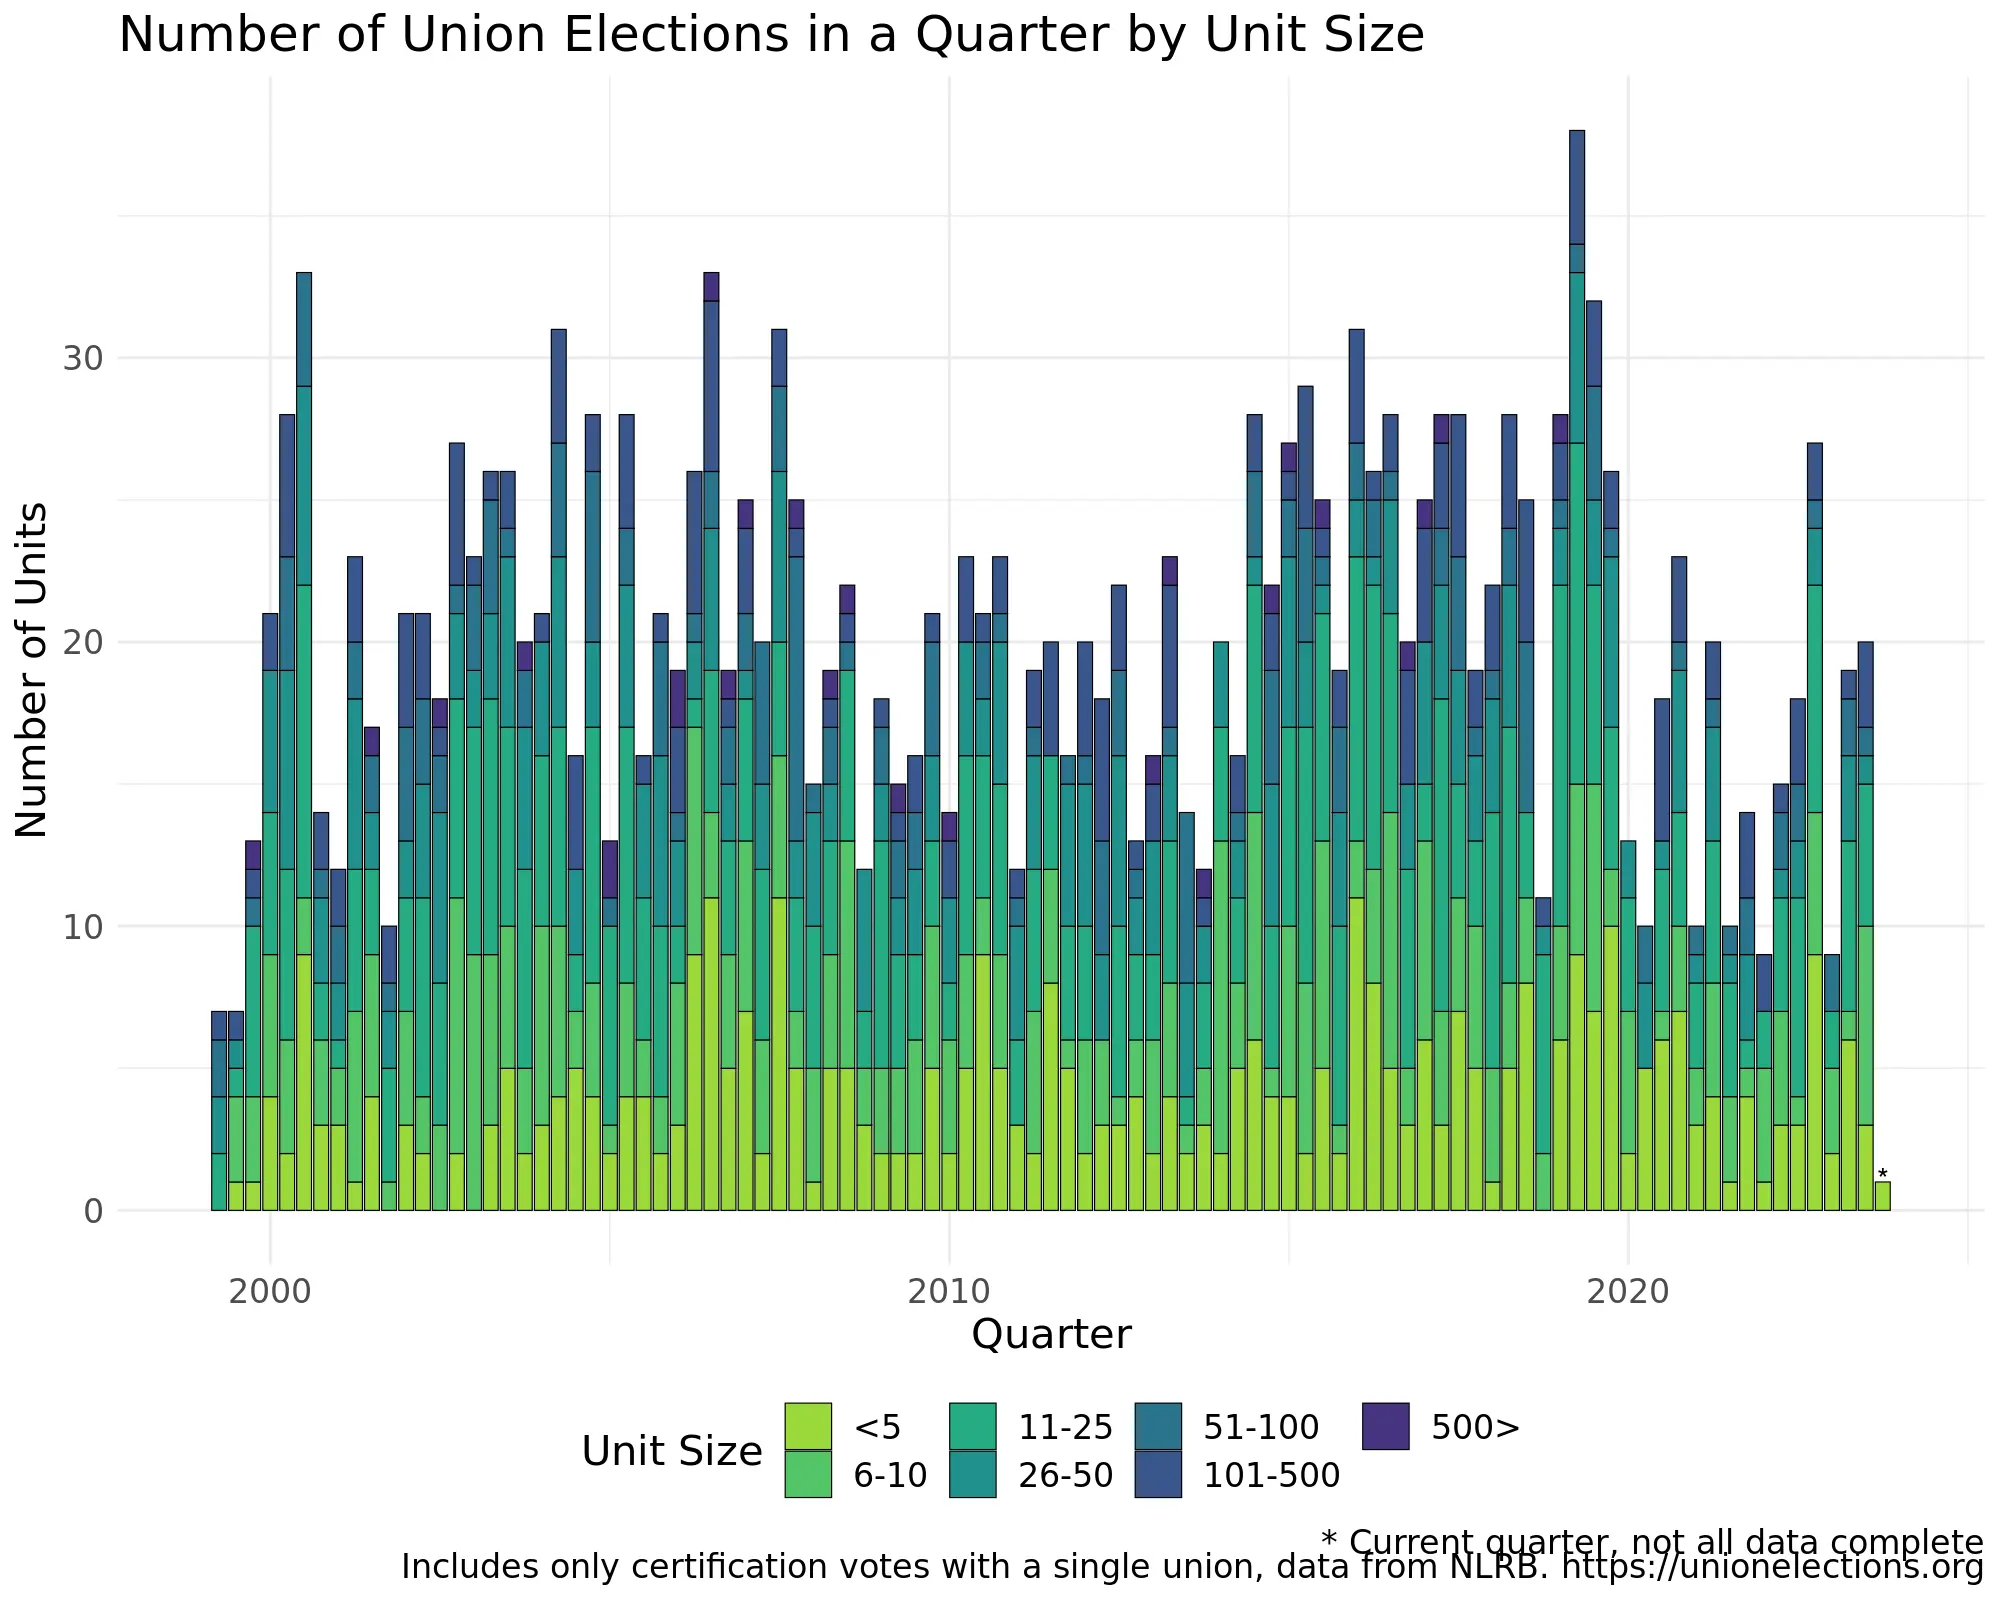 Number of Union Elections in a Quarter by Unit Size
Number of Units
30
20
10
0
*
2000 2010 2020
Quarter
Unit Size
<5 11-25 51-100 500>
6-10 26-50 101-500
* Current quarter, not all data complete
Includes only certification votes with a single union, data from NLRB. https://unionelections.org